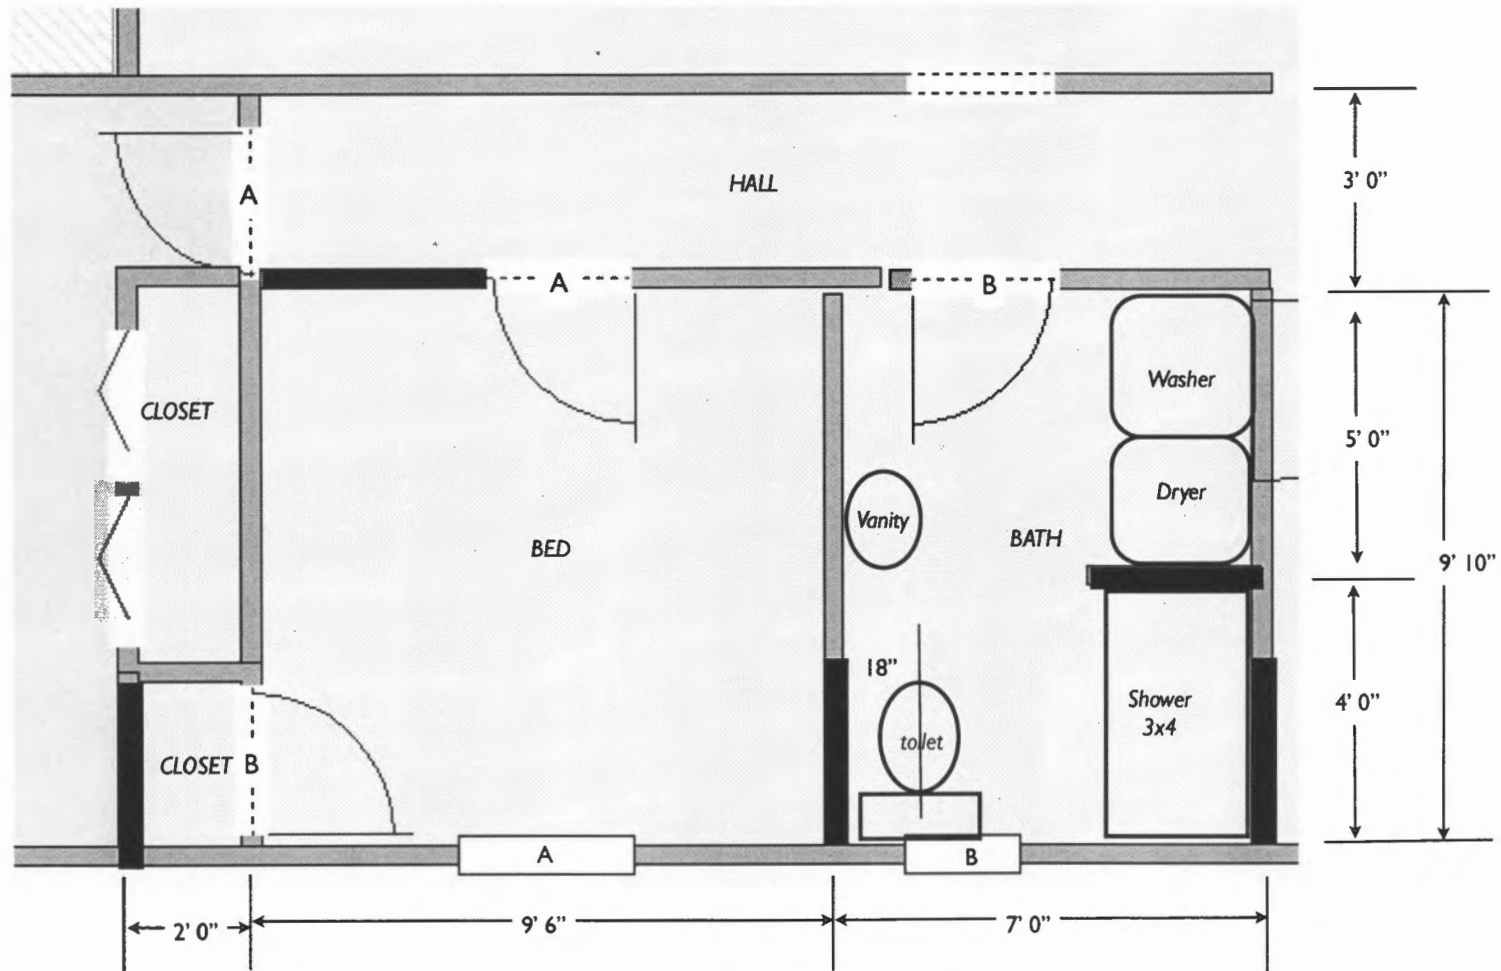 HALL
3' 0"
A
A
B
Washer
CLOSET
5' 0"
Dryer
Vanity
BED
BATH
9' 10"
18"
Shower
3x4
4' 0"
toilet
CLOSET B
A
B
2' 0"
9' 6"
7' 0"